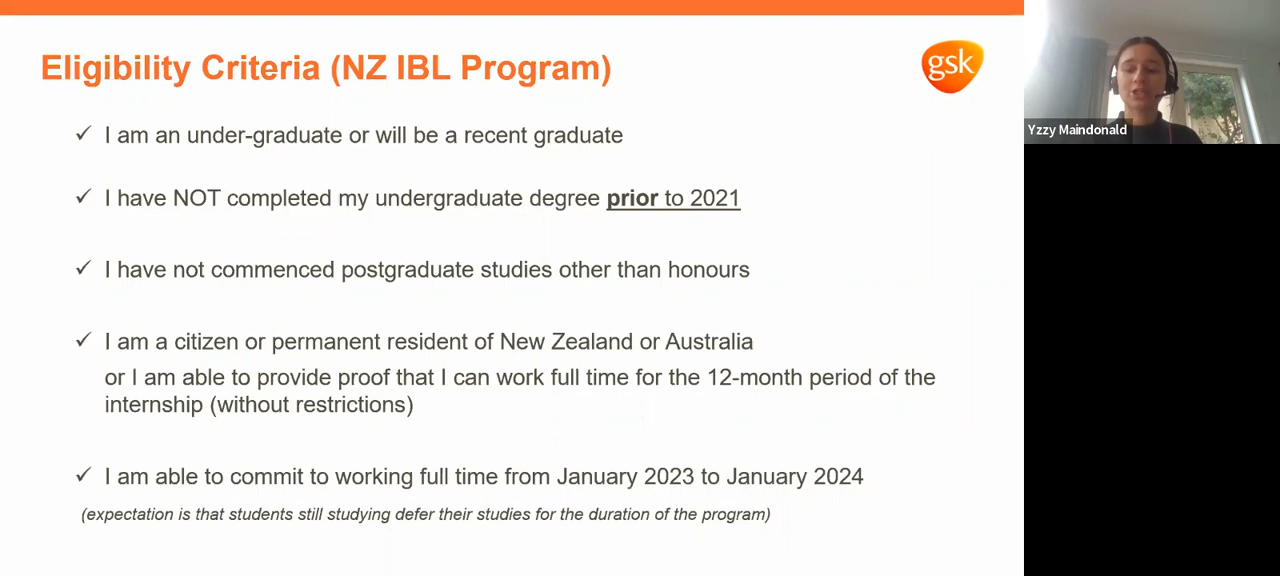 Eligibility Criteria (NZ IBL Program)
gsk
Yzzy Maindonald
✓ I am an under-graduate or will be a recent graduate
✓ I have NOT completed my undergraduate degree prior to 2021
✓ I have not commenced postgraduate studies other than honours
✓ I am a citizen or permanent resident of New Zealand or Australia
or I am able to provide proof that I can work full time for the 12-month period of the
internship (without restrictions)
✓ I am able to commit to working full time from January 2023 to January 2024
(expectation is that students still studying defer their studies for the duration of the program)